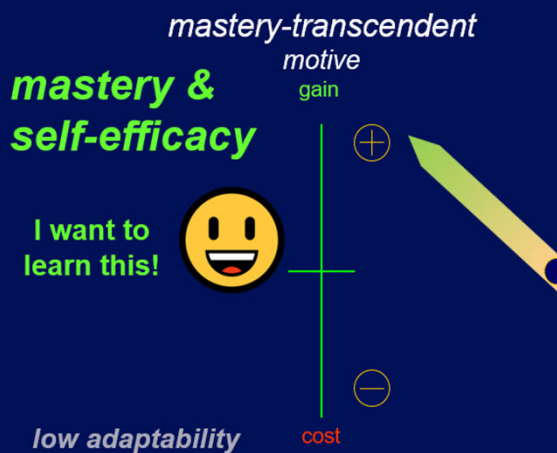 mastery-transcendent
motive
gain
mastery &
self-efficacy
I want to
learn this!
low adaptability
cost